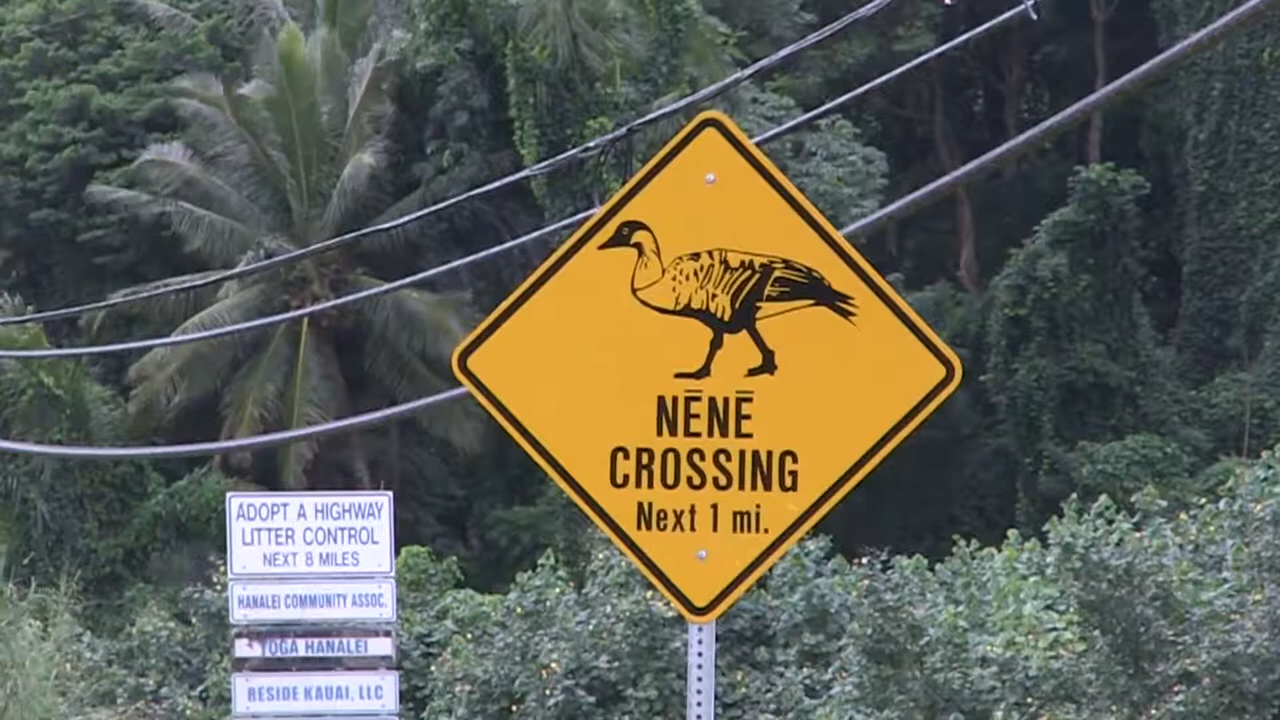 NĒNĒ
CROSSING
Next 1 mi.
ADOPT A HIGHWAY
LITTER CONTROL
NEXT 8 MILES
HANALEI COMMUNITY ASSOC.
YOGA HANALEI
RESIDE KAUAI, LLC